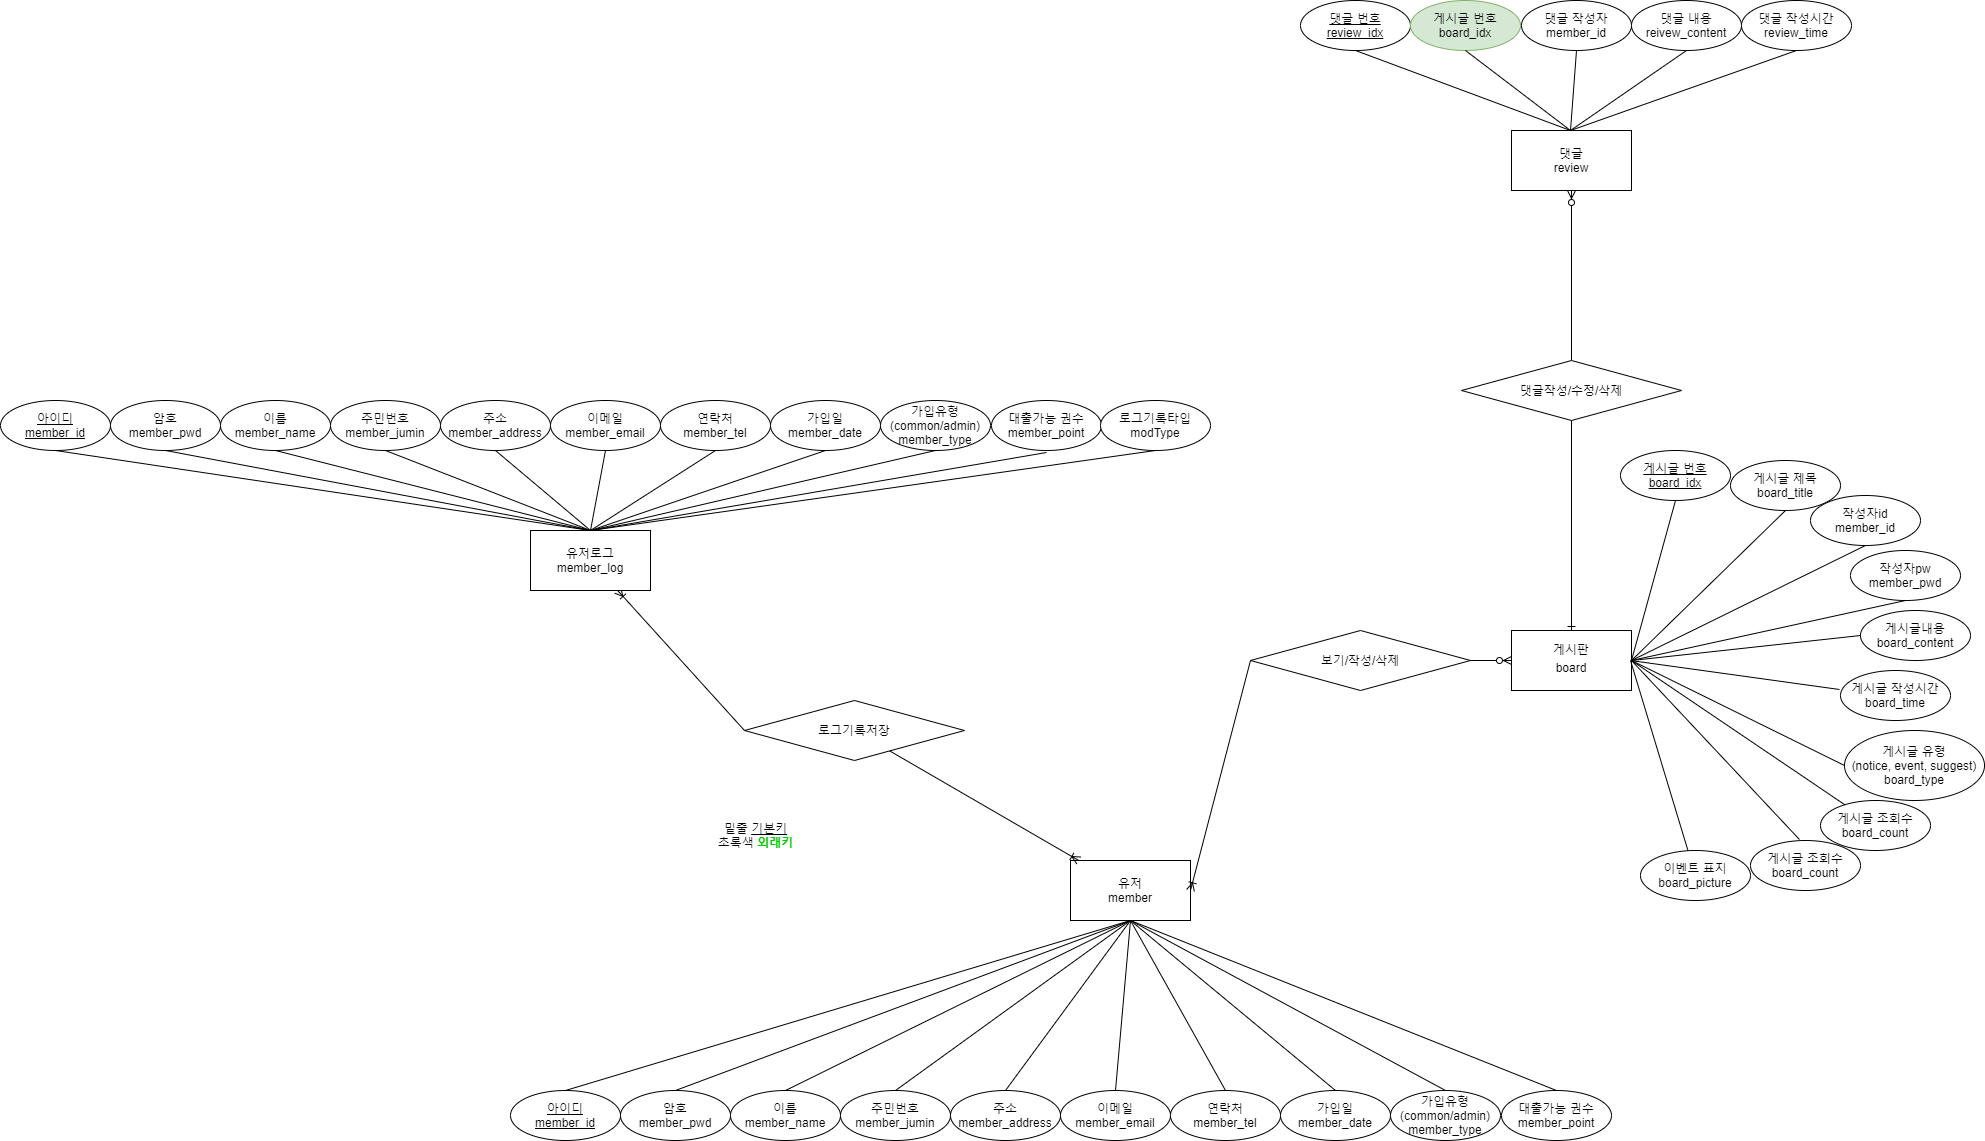 댓글 번호
review_idx
게시글 번호
board_idx
댓글 작성자
member_id
댓글 내용
reivew_content
댓글 작성시간
review_time
댓글
review
댓글작성/수정/삭제
아이디
member_id
암호
member_pwd
이름
member_name
주민번호
member_jumin
주소
member_address
이메일
member_email
연락처
member_tel
가입일
member_date
가입유형
(common/admin)
member_type
대출가능 권수
member_point
로그기록타입
modType
유저로그
member_log
게시글 번호
board_idx
게시글 제목
board_title
작성자id
member_id
작성자pw
member_pwd
게시글내용
board_content
게시글 작성시간
board_time
게시글 유형
(notice, event, suggest)
board_type
게시글 조회수
board_count
게시글 조회수
board_count
이벤트 표지
board_picture
게시판
board
보기/작성/삭제
로그기록저장
밑줄 기본키
초록색 외래키
유저
member
아이디
member_id
암호
member_pwd
이름
member_name
주민번호
member_jumin
주소
member_address
이메일
member_email
연락처
member_tel
가입일
member_date
가입유형
(common/admin)
member_type
대출가능 권수
member_point